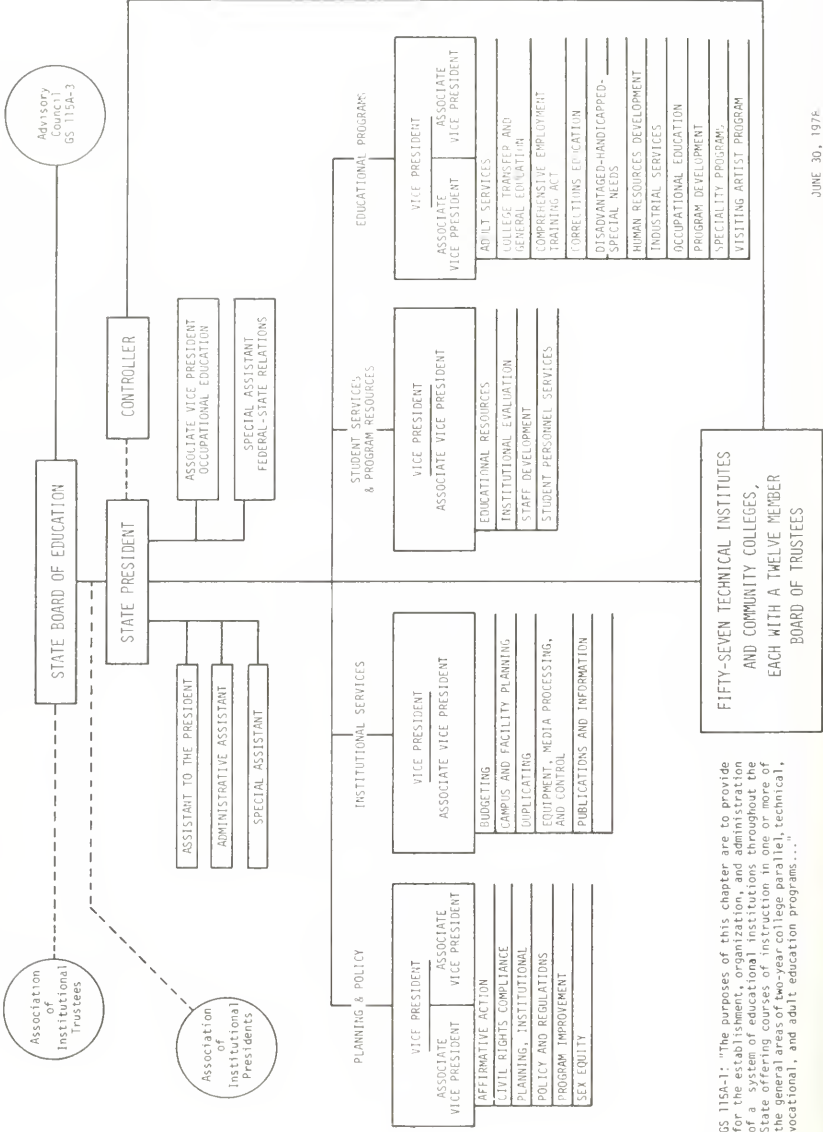 Advisory
Council
GS 115A-3
STATE BOARD OF EDUCATION
Association
of
Institutional
Trustees
Association
of
Institutional
Presidents
STATE PRESIDENT
CONTROLLER
ASSISTANT TO THE PRESIDENT
ADMINISTRATIVE ASSISTANT
SPECIAL ASSISTANT
ASSOCIATE VICE PRESIDENT
OCCUPATIONAL EDUCATION
SPECIAL ASSISTANT
FEDERAL-STATE RELATIONS
PLANNING & POLICY
VICE PRESIDENT
ASSOCIATE
VICE PRESIDENT
ASSOCIATE
VICE PRESIDENT
AFFIRMATIVE ACTION
CIVIL RIGHTS COMPLIANCE
PLANNING, INSTITUTIONAL
POLICY AND REGULATIONS
PROGRAM IMPROVEMENT
SEX EQUITY
INSTITUTIONAL SERVICES
VICE PRESIDENT
ASSOCIATE VICE PRESIDENT
BUDGETING
CAMPUS AND FACILITY PLANNING
DUPLICATING
EQUIPMENT, MEDIA PROCESSING,
AND CONTROL
PUBLICATIONS AND INFORMATION
STUDENT SERVICES
& PROGRAM RESOURCES
VICE PRESIDENT
ASSOCIATE VICE PRESIDENT
EDUCATIONAL RESOURCES
INSTITUTIONAL EVALUATION
STAFF DEVELOPMENT
STUDENT PERSONNEL SERVICES
EDUCATIONAL PROGRAMS
VICE PRESIDENT
ASSOCIATE
VICE PRESIDENT
ASSOCIATE
VICE PRESIDENT
ADULT SERVICES
COLLEGE TRANSFER AND
GENERAL EDUCATION
COMPREHENSIVE EMPLOYMENT
TRAINING ACT
CORRECTIONS EDUCATION
DISADVANTAGED-HANDICAPPED-
SPECIAL NEEDS
HUMAN RESOURCES DEVELOPMENT
INDUSTRIAL SERVICES
OCCUPATIONAL EDUCATION
PROGRAM DEVELOPMENT
SPECIALITY PROGRAMS
VISITING ARTIST PROGRAM
FIFTY-SEVEN TECHNICAL INSTITUTES
AND COMMUNITY COLLEGES,
EACH WITH A TWELVE MEMBER
BOARD OF TRUSTEES
GS 115A-1: "The purposes of this chapter are to provide
for the establishment, organization, and administration
of a system of educational institutions throughout the
State offering courses of instruction in one or more of
the general areas of two-year college parallel, technical,
vocational, and adult education programs..."
JUNE 30, 1978